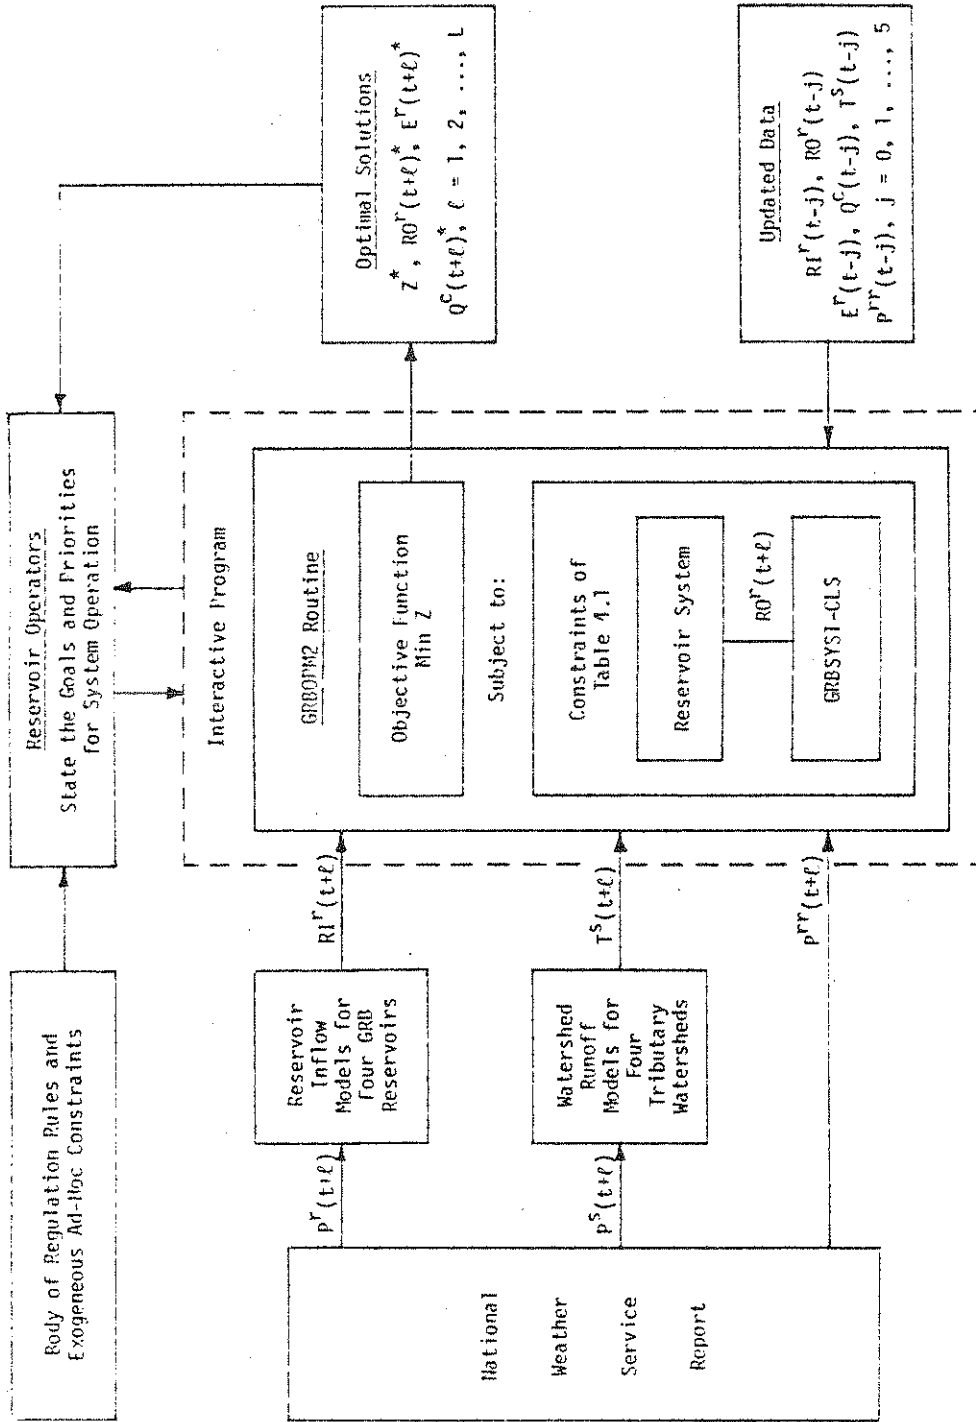 Body of Regulation Rules and
Exogeneous Ad-Hoc Constraints
Reservoir Operators
State the Goals and Priorities
for System Operation
National
Weather
Service
Report
P^r(t+ℓ)
Reservoir
Inflow
Models for
Four GRB
Reservoirs
RI^r(t+ℓ)
P^s(t+ℓ)
Watershed
Runoff
Models for
Four
Tributary
Watersheds
T^s(t+ℓ)
P^rr(t+ℓ)
Interactive Program
GRBOPM2 Routine
Objective Function
Min Z
Subject to:
Constraints of
Table 4.1
Reservoir System
RO^r(t+ℓ)
GRBSYS1-CLS
Optimal Solutions
Z*, RO^r(t+ℓ)*, E^r(t+ℓ)*
Q^c(t+ℓ)*, ℓ = 1, 2, ..., L
Updated Data
RI^r(t-j), RO^r(t-j)
E^r(t-j), Q^c(t-j), T^s(t-j)
P^rr(t-j), j = 0, 1, ..., 5